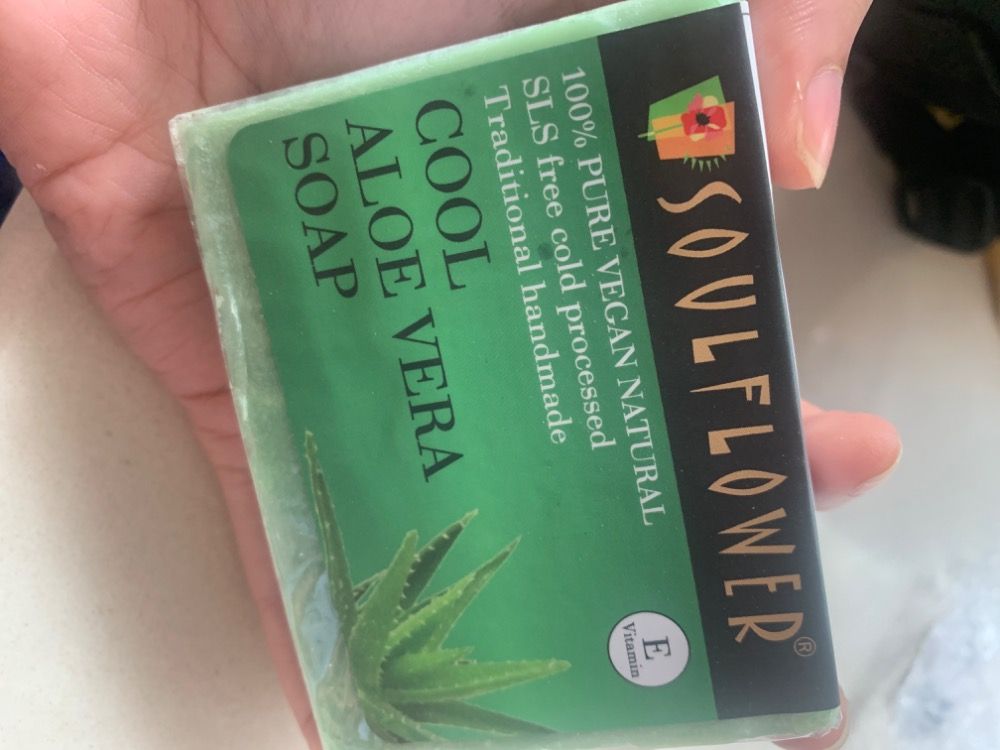 SOULFLOWER®
100% PURE VEGAN NATURAL
SLS free cold processed
Traditional handmade
COOL
ALOE VERA
SOAP
E
Vitamin